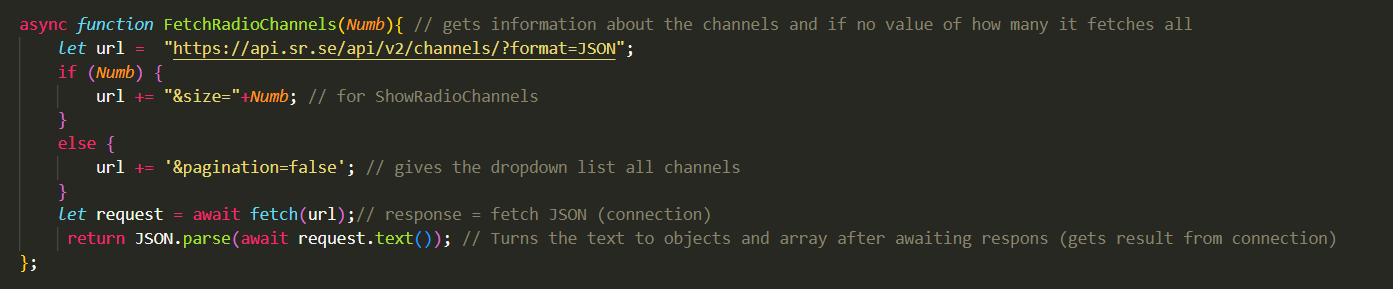 async function FetchRadioChannels(Numb){ // gets information about the channels and if no value of how many it fetches all
    let url =  "https://api.sr.se/api/v2/channels/?format=JSON";
    if (Numb) {
        url += "&size="+Numb; // for ShowRadioChannels
    }
    else {
        url += '&pagination=false'; // gives the dropdown list all channels
    }
    let request = await fetch(url);// response = fetch JSON (connection)
     return JSON.parse(await request.text()); // Turns the text to objects and array after awaiting respons (gets result from connection)
};